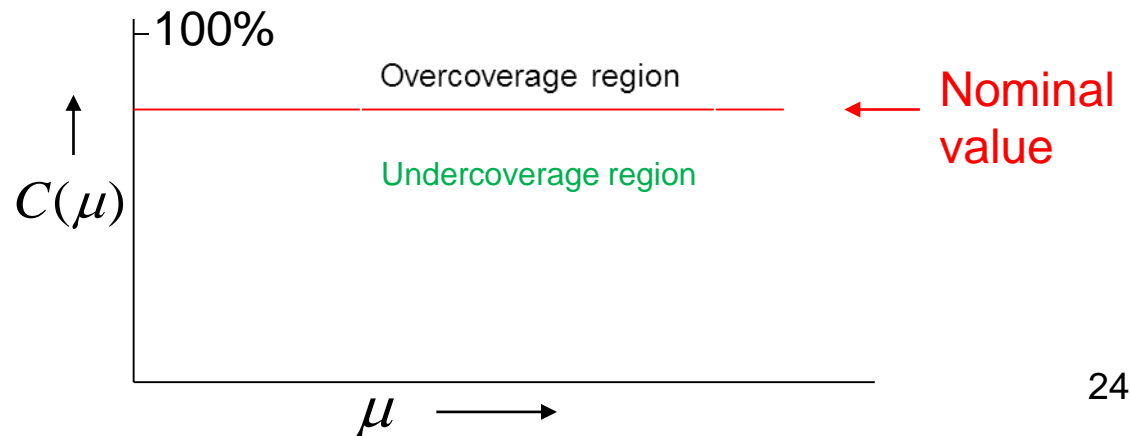 100%
Overcoverage region
Nominal
value
Undercoverage region
C(μ)
μ
24